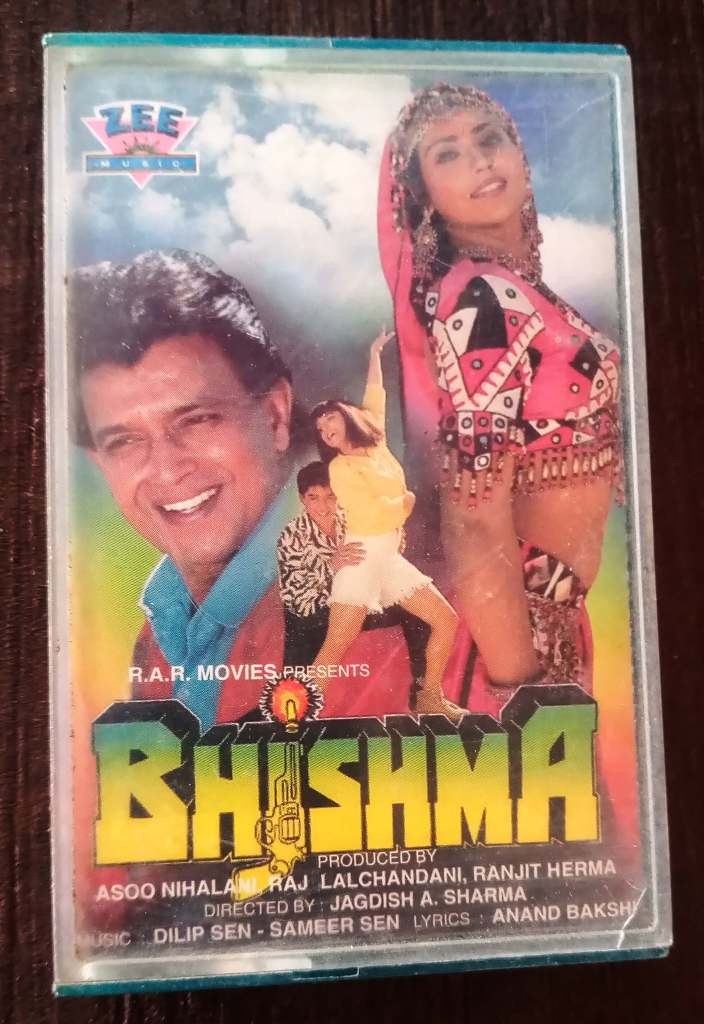 ZEE
MUSIC
R.A.R. MOVIES PRESENTS
BHISHMA
PRODUCED BY
ASOO NIHALANI, RAJ LALCHANDANI, RANJIT HERMA
DIRECTED BY : JAGDISH A. SHARMA
MUSIC : DILIP SEN - SAMEER SEN LYRICS : ANAND BAKSHI